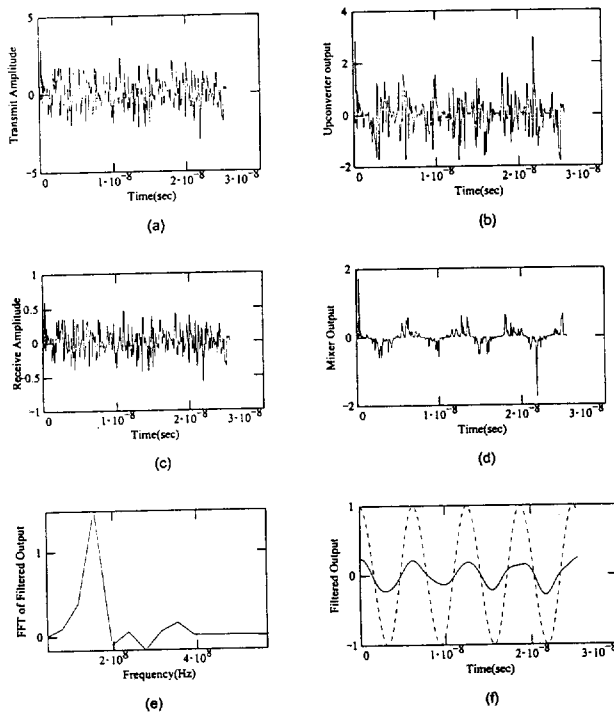 Transmit Amplitude
5
0
−5
0
1·10⁻⁸
2·10⁻⁸
3·10⁻⁸
Time(sec)
(a)
Upconverter output
4
2
0
−2
0
1·10⁻⁸
2·10⁻⁸
3·10⁻⁸
Time(sec)
(b)
Receive Amplitude
1
0.5
0
−0.5
−1
0
1·10⁻⁸
2·10⁻⁸
3·10⁻⁸
Time(sec)
(c)
Mixer Output
2
0
−2
0
1·10⁻⁸
2·10⁻⁸
3·10⁻⁸
Time(sec)
(d)
FFT of Filtered Output
1
0
2·10⁸
4·10⁸
Frequency(Hz)
(e)
Filtered Output
1
0
−1
0
1·10⁻⁸
2·10⁻⁸
3·10⁻⁸
Time(sec)
(f)